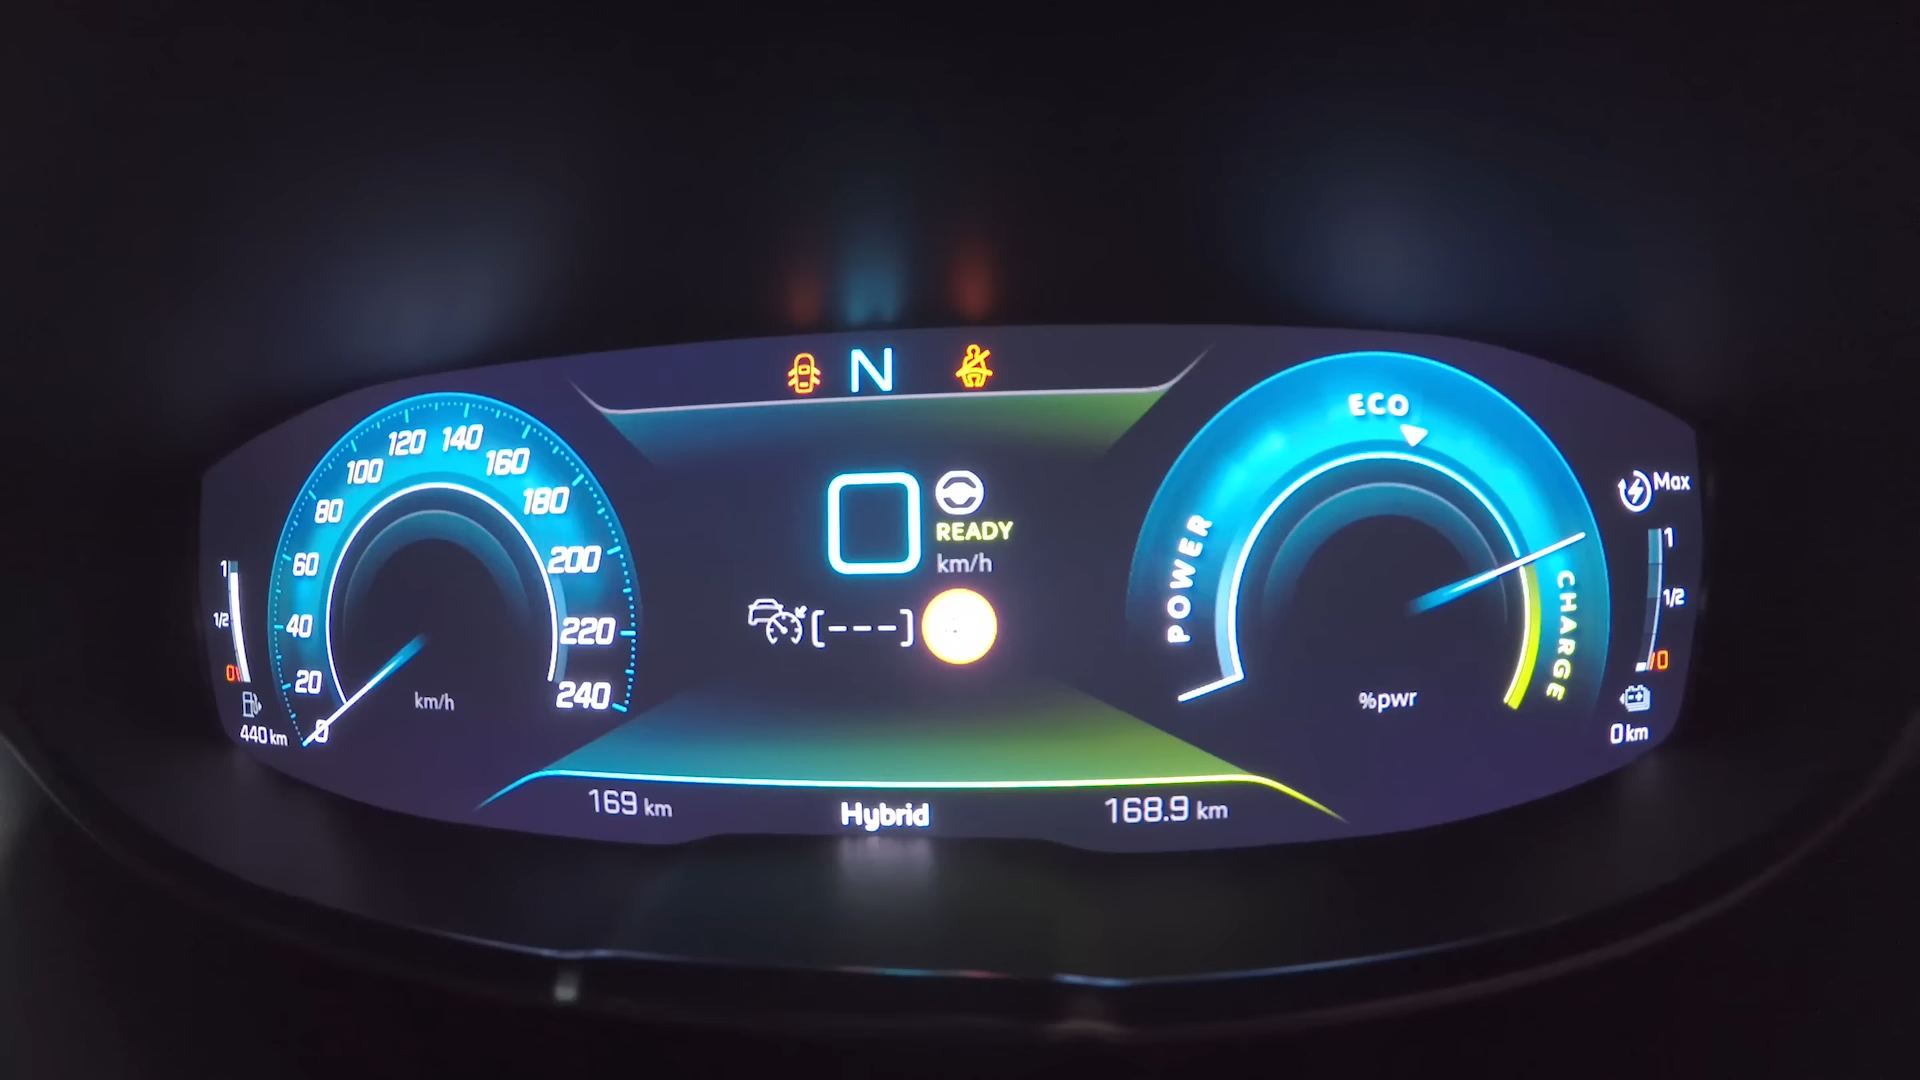 N
120 140
100 160
80 180
60 200
40 220
20 240
0
km/h
1
1/2
0
440 km
0
READY
km/h
[---]
ECO
POWER
CHARGE
%pwr
Max
1
1/2
0
0 km
169 km
Hybrid
168.9 km